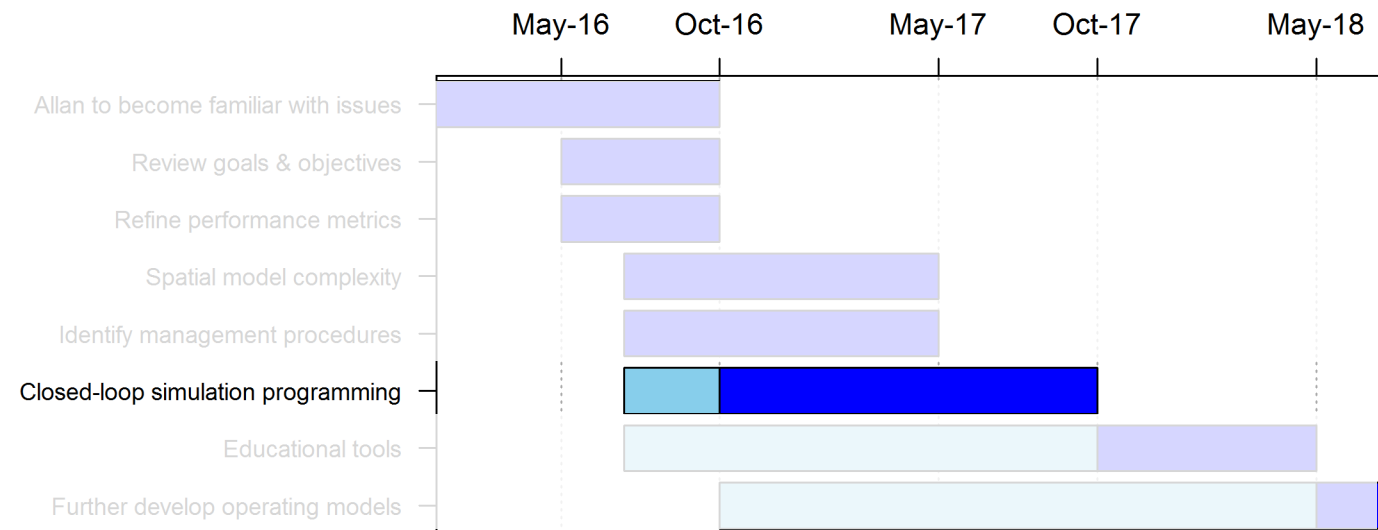 May-16 Oct-16 May-17 Oct-17 May-18
Allan to become familiar with issues
Review goals & objectives
Refine performance metrics
Spatial model complexity
Identify management procedures
Closed-loop simulation programming
Educational tools
Further develop operating models